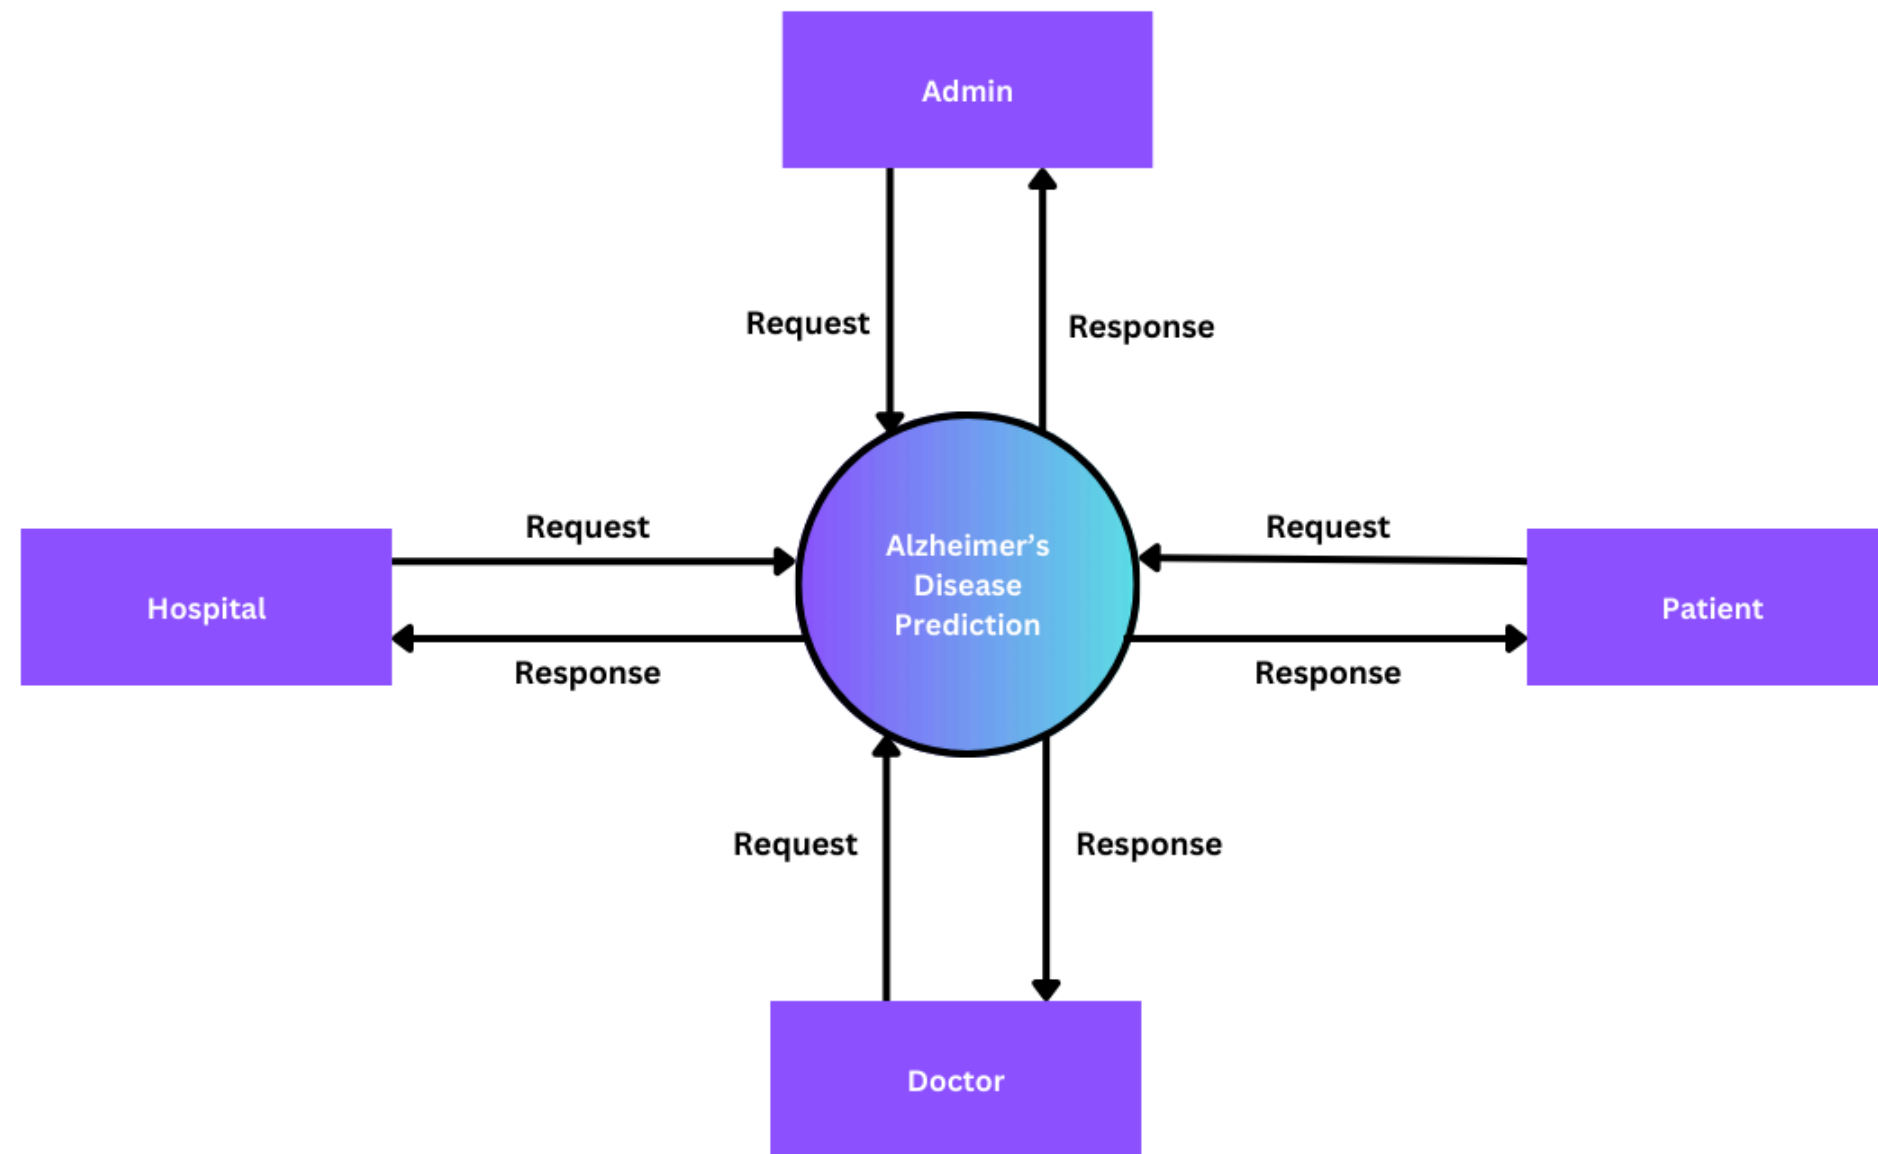 Admin
Request
Response
Hospital
Request
Response
Alzheimer’s
Disease
Prediction
Request
Response
Patient
Request
Response
Doctor